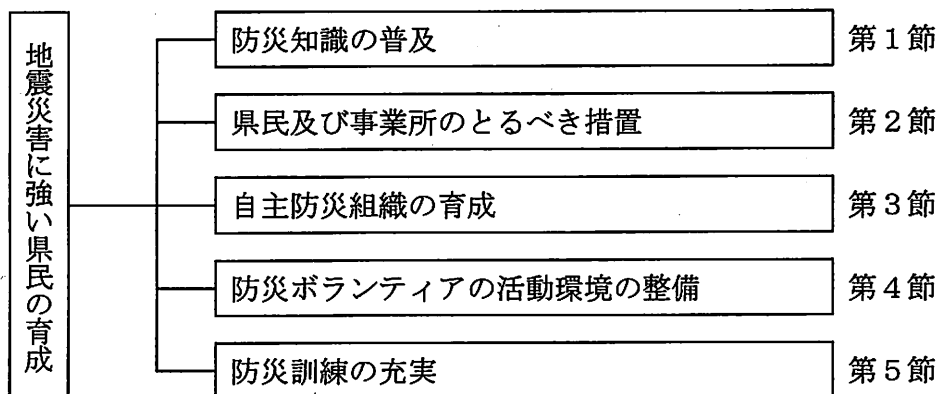 地震災害に強い県民の育成
防災知識の普及 第1節
県民及び事業所のとるべき措置 第2節
自主防災組織の育成 第3節
防災ボランティアの活動環境の整備 第4節
防災訓練の充実 第5節